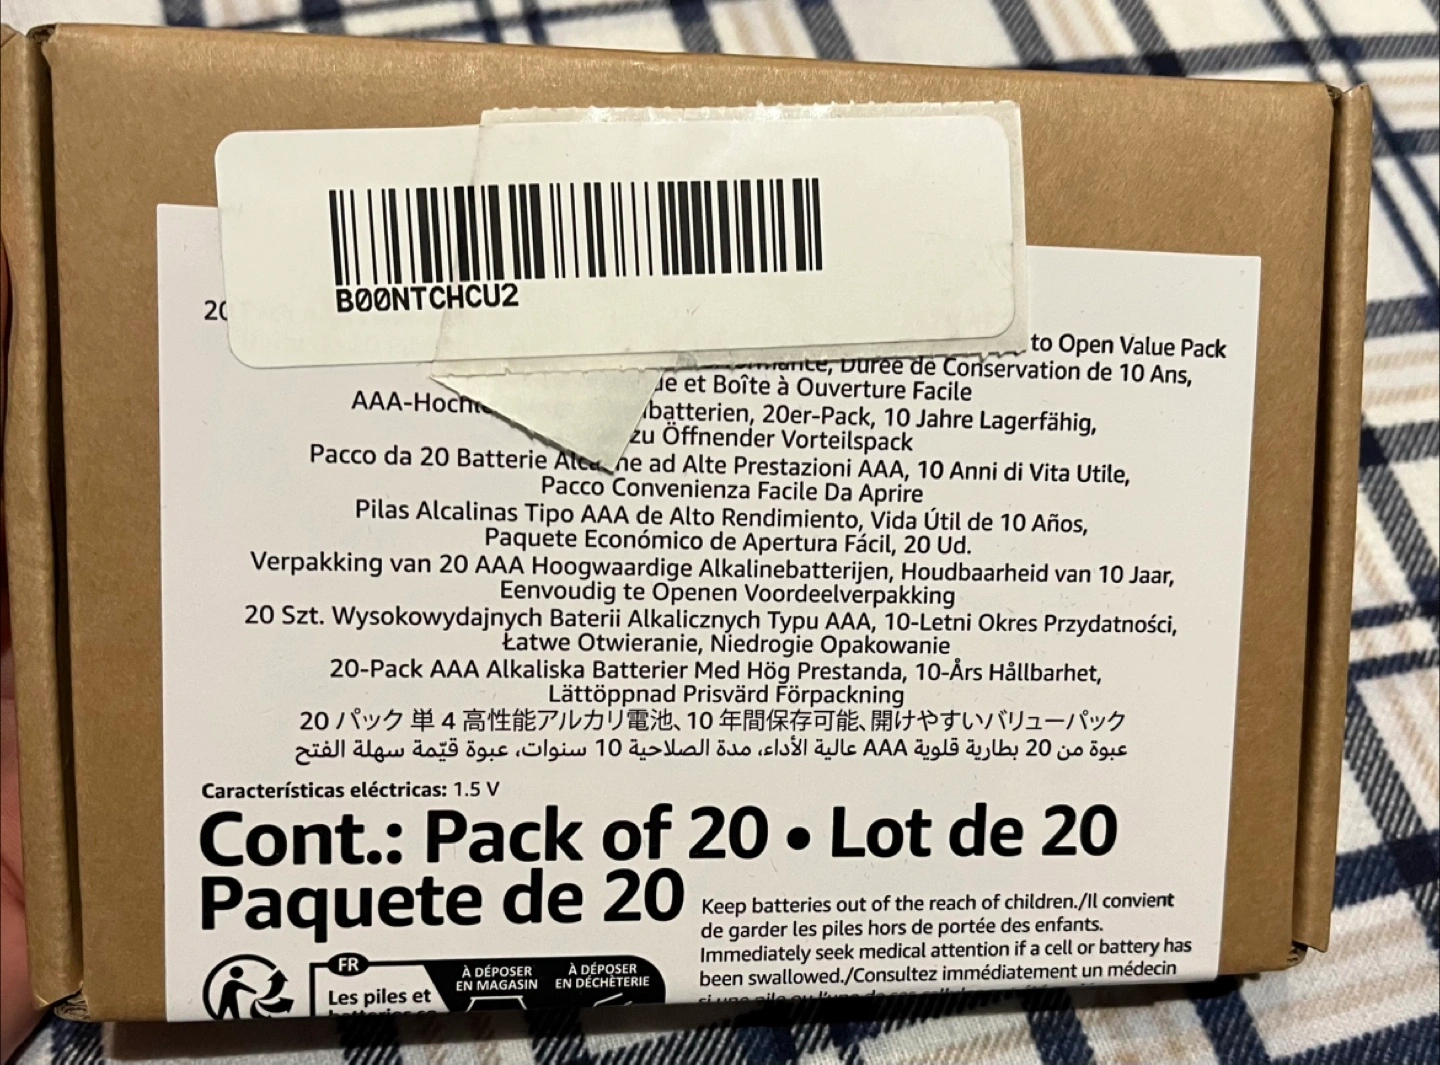 B00NTCHCU2
20
to Open Value Pack
Durée de Conservation de 10 Ans,
et Boîte à Ouverture Facile
20er-Pack, 10 Jahre Lagerfähig,
zu Öffnender Vorteilspack
Pacco da 20 Batterie ad Alte Prestazioni AAA, 10 Anni di Vita Utile,
Pacco Convenienza Facile Da Aprire
Pilas Alcalinas Tipo AAA de Alto Rendimiento, Vida Útil de 10 Años,
Paquete Económico de Apertura Fácil, 20 Ud.
Verpakking van 20 AAA Hoogwaardige Alkalinebatterijen, Houdbaarheid van 10 Jaar,
Eenvoudig te Openen Voordeelverpakking
20 Szt. Wysokowydajnych Baterii Alkalicznych Typu AAA, 10-Letni Okres Przydatności,
Łatwe Otwieranie, Niedrogie Opakowanie
20-Pack AAA Alkaliska Batterier Med Hög Prestanda, 10-Års Hållbarhet,
Lättöppnad Prisvärd Förpackning
20 パック 単 4 高性能アルカリ電池、10 年間保存可能、開けやすいバリューパック
عبوة من 20 بطارية قلوية AAA عالية الأداء، مدة الصلاحية 10 سنوات، عبوة قيّمة سهلة الفتح
Características eléctricas: 1.5 V
Cont.: Pack of 20 • Lot de 20
Paquete de 20
Keep batteries out of the reach of children./Il convient
de garder les piles hors de portée des enfants.
Immediately seek medical attention if a cell or battery has
been swallowed./Consultez immédiatement un médecin
FR
Les piles et
À DÉPOSER
EN MAGASIN
À DÉPOSER
EN DÉCHÈTERIE